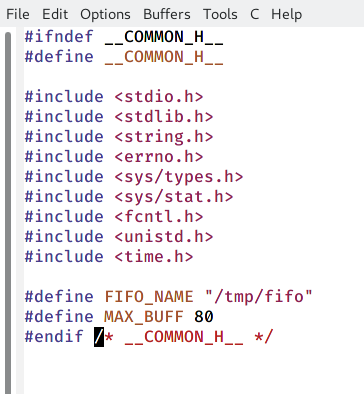 File Edit Options Buffers Tools C Help
#ifndef __COMMON_H__
#define __COMMON_H__
#include <stdio.h>
#include <stdlib.h>
#include <string.h>
#include <errno.h>
#include <sys/types.h>
#include <sys/stat.h>
#include <fcntl.h>
#include <unistd.h>
#include <time.h>
#define FIFO_NAME "/tmp/fifo"
#define MAX_BUFF 80
#endif /* __COMMON_H__ */